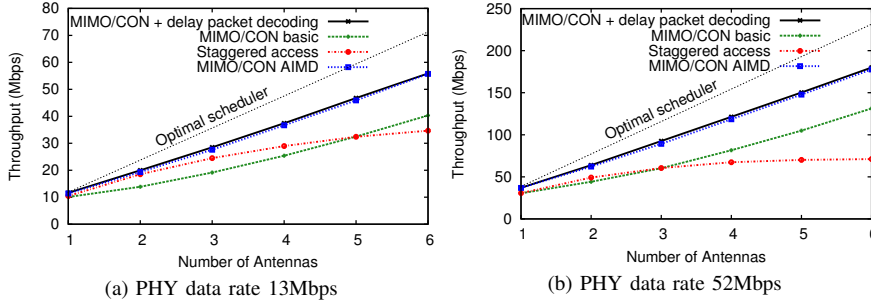 MIMO/CON + delay packet decoding
MIMO/CON basic
Staggered access
MIMO/CON AIMD
Optimal scheduler
Throughput (Mbps)
80
70
60
50
40
30
20
10
0
1 2 3 4 5 6
Number of Antennas
(a) PHY data rate 13Mbps
MIMO/CON + delay packet decoding
MIMO/CON basic
Staggered access
MIMO/CON AIMD
Optimal scheduler
Throughput (Mbps)
250
200
150
100
50
0
1 2 3 4 5 6
Number of Antennas
(b) PHY data rate 52Mbps